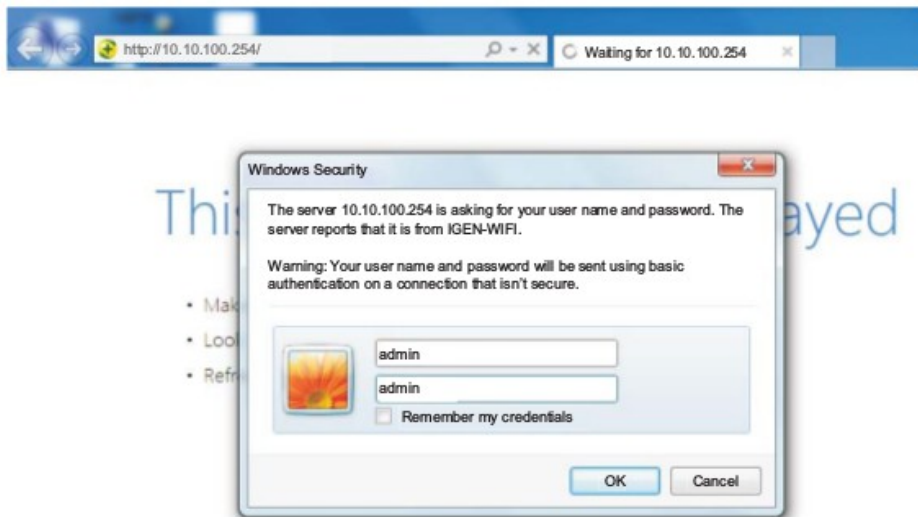 http://10.10.100.254/
Waiting for 10.10.100.254
Windows Security
The server 10.10.100.254 is asking for your user name and password. The
server reports that it is from IGEN-WIFI.
Warning: Your user name and password will be sent using basic
authentication on a connection that isn't secure.
admin
admin
Remember my credentials
OK
Cancel